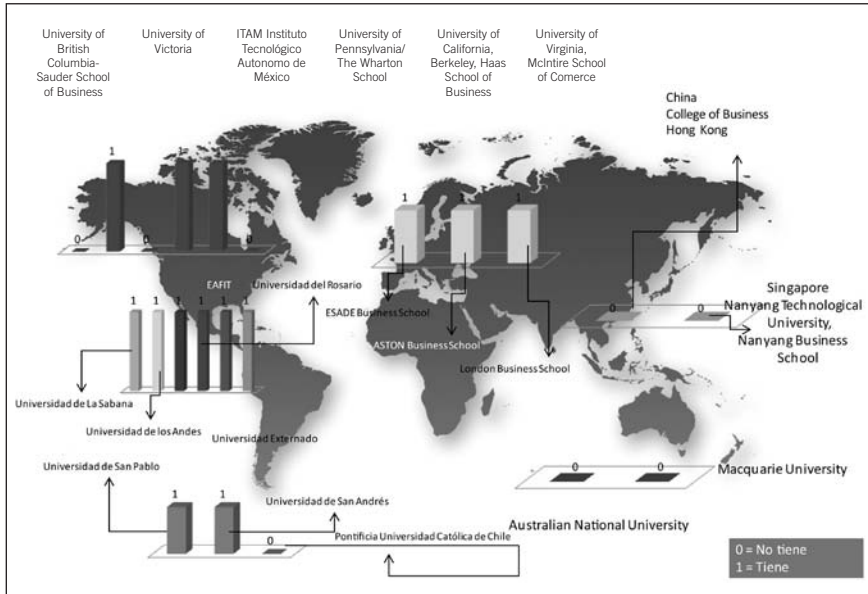 University of
British
Columbia-
Sauder School
of Business
University of
Victoria
ITAM Instituto
Tecnológico
Autonomo de
México
University of
Pennsylvania/
The Wharton
School
University of
California,
Berkeley, Haas
School of
Business
University of
Virginia,
McIntire School
of Comerce
China
College of Business
Hong Kong
0 1 0 1 1 0
1 1 1
EAFIT
Universidad del Rosario
ESADE Business School
ASTON Business School
London Business School
0 0
Singapore
Nanyang Technological
University,
Nanyang Business
School
1 1 1 1 1 1
Universidad de La Sabana
Universidad de los Andes
Universidad Externado
Universidad de San Pablo
1 1 0
Universidad de San Andrés
Pontificia Universidad Católica de Chile
0 0
Macquarie University
Australian National University
0 = No tiene
1 = Tiene